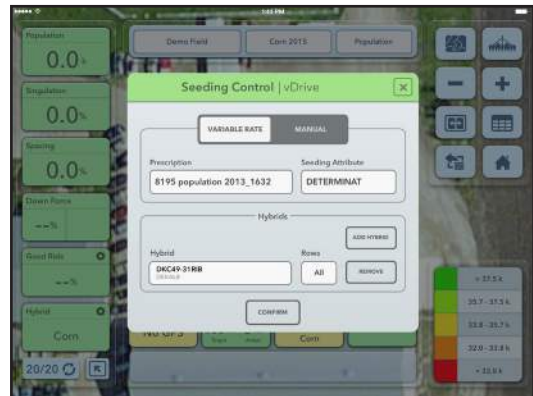 1:03 PM
Population
0.0
Singulation
0.0%
Spacing
0.0%
Down Force
--%
Good Ride
--%
Hybrid
Corn
20/20
Demo Field
Corn 2015
Population
Seeding Control | vDrive
VARIABLE RATE
MANUAL
Prescription
8195 population 2013_1632
Seeding Attribute
DETERMINAT
Hybrids
ADD HYBRID
Hybrid
DKC49-31RIB
Rows
All
REMOVE
CONFIRM
No GPS
Corn
> 37.5 k
35.7 - 37.5 k
33.8 - 35.7 k
32.0 - 33.8 k
< 32.0 k